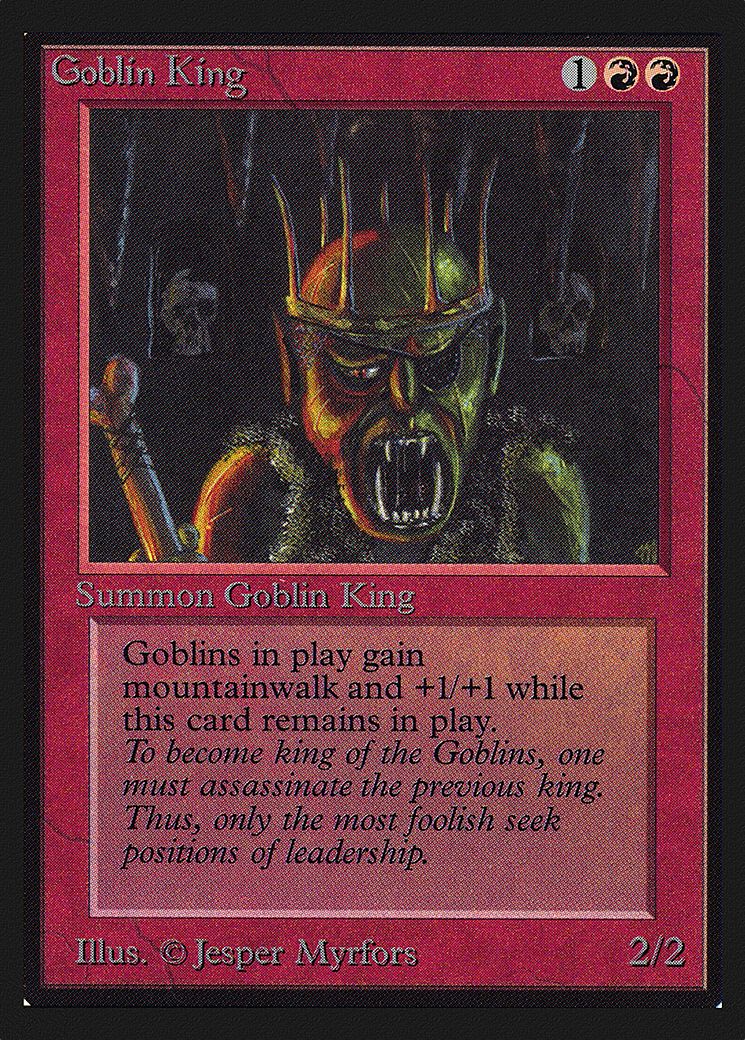 Goblin King 1
Summon Goblin King
Goblins in play gain
mountainwalk and +1/+1 while
this card remains in play.
To become king of the Goblins, one
must assassinate the previous king.
Thus, only the most foolish seek
positions of leadership.
Illus. © Jesper Myrfors 2/2